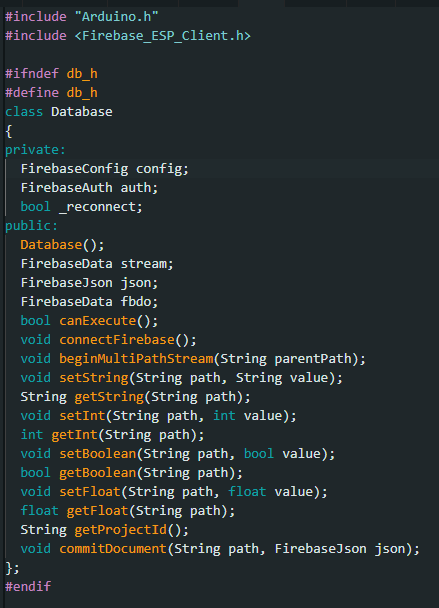 #include "Arduino.h"
#include <Firebase_ESP_Client.h>

#ifndef db_h
#define db_h
class Database
{
private:
  FirebaseConfig config;
  FirebaseAuth auth;
  bool _reconnect;
public:
  Database();
  FirebaseData stream;
  FirebaseJson json;
  FirebaseData fbdo;
  bool canExecute();
  void connectFirebase();
  void beginMultiPathStream(String parentPath);
  void setString(String path, String value);
  String getString(String path);
  void setInt(String path, int value);
  int getInt(String path);
  void setBoolean(String path, bool value);
  bool getBoolean(String path);
  void setFloat(String path, float value);
  float getFloat(String path);
  String getProjectId();
  void commitDocument(String path, FirebaseJson json);
};
#endif